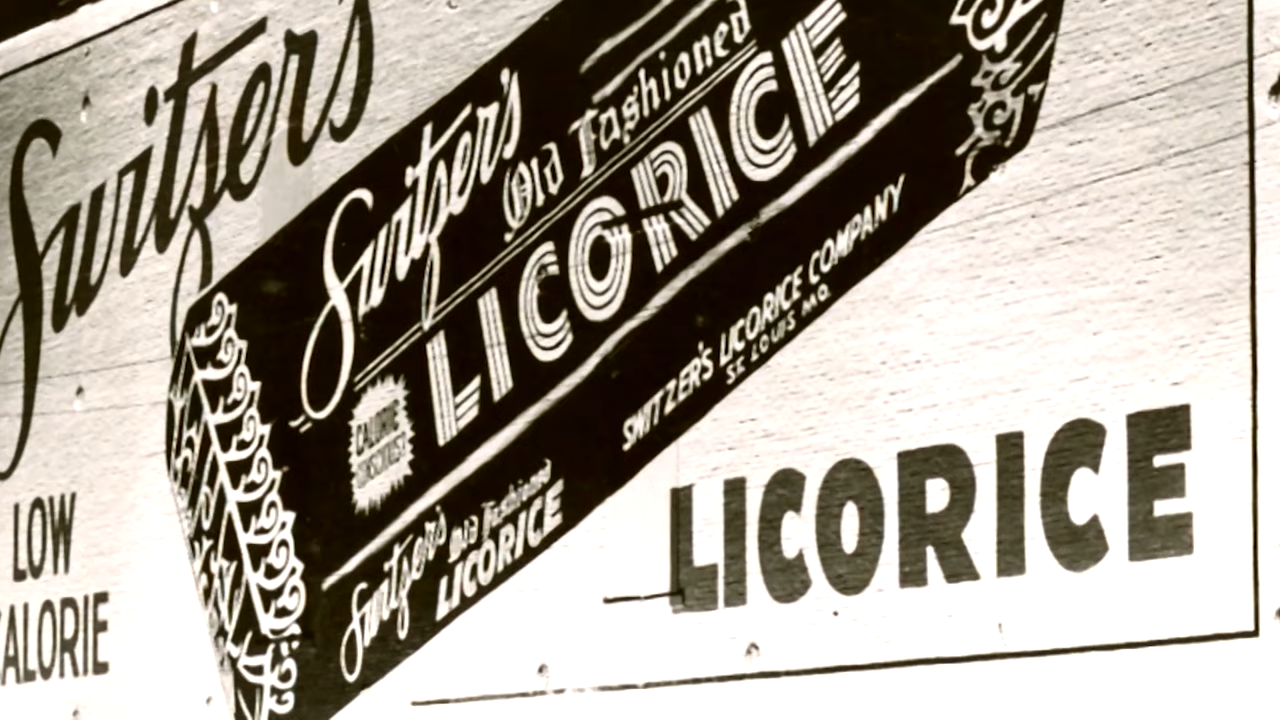 Switzer's
Switzer's
Old Fashioned
LICORICE
CALORIE
CONSCIOUS?
SWITZER'S LICORICE COMPANY
ST. LOUIS MO.
Switzer's
Old Fashioned
LICORICE
LOW
CALORIE
LICORICE